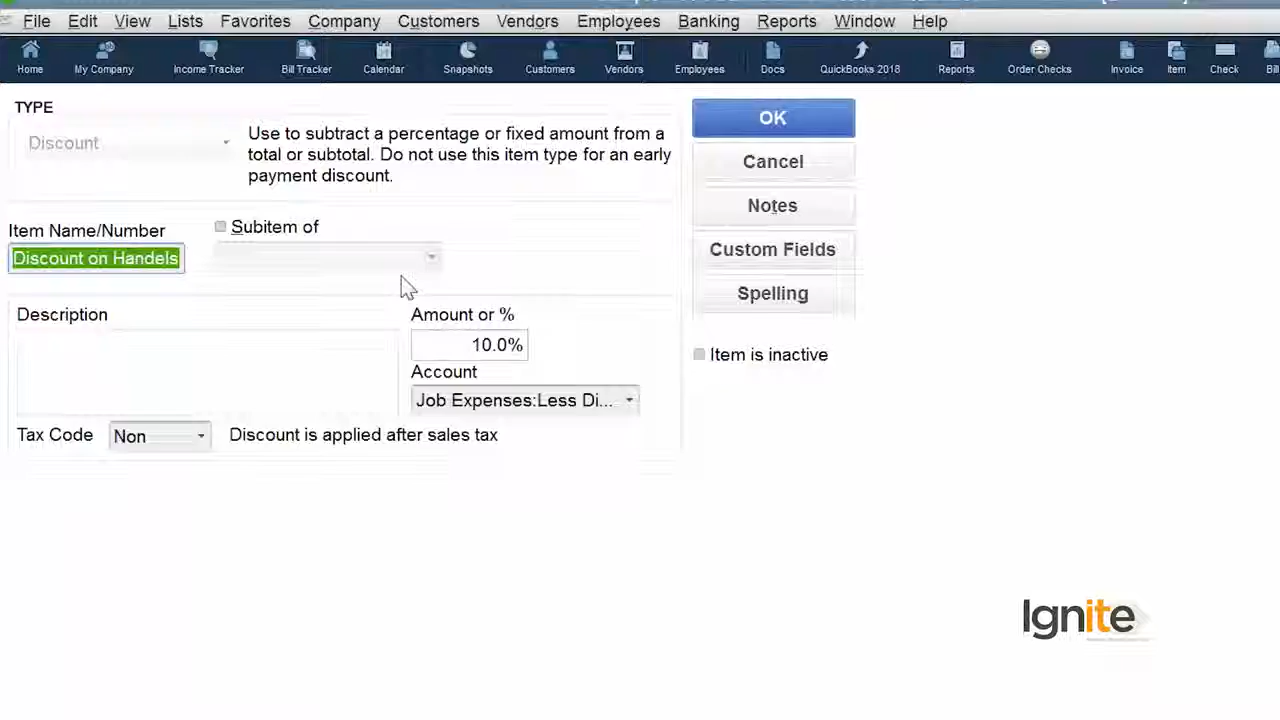 File Edit View Lists Favorites Company Customers Vendors Employees Banking Reports Window Help
Home My Company Income Tracker Bill Tracker Calendar Snapshots Customers Vendors Employees Docs QuickBooks 2018 Reports Order Checks Invoice Item Check Bil
TYPE
Discount
Use to subtract a percentage or fixed amount from a
total or subtotal. Do not use this item type for an early
payment discount.
OK
Cancel
Notes
Custom Fields
Spelling
Item is inactive
Item Name/Number
Subitem of
Discount on Handels
Description
Amount or %
10.0%
Account
Job Expenses:Less Di...
Tax Code
Non
Discount is applied after sales tax
Ignite